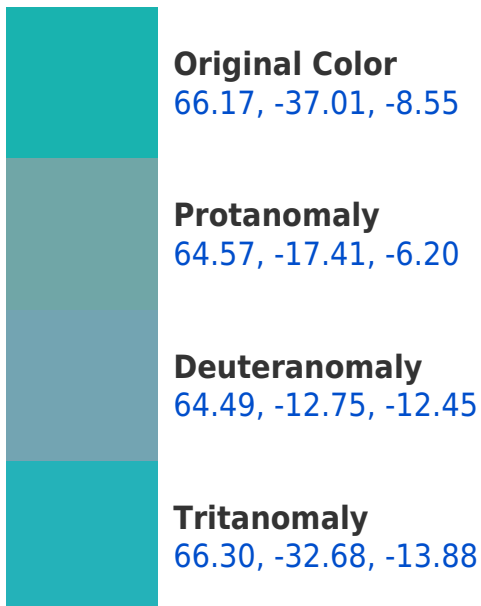 Original Color
66.17, -37.01, -8.55
Protanomaly
64.57, -17.41, -6.20
Deuteranomaly
64.49, -12.75, -12.45
Tritanomaly
66.30, -32.68, -13.88